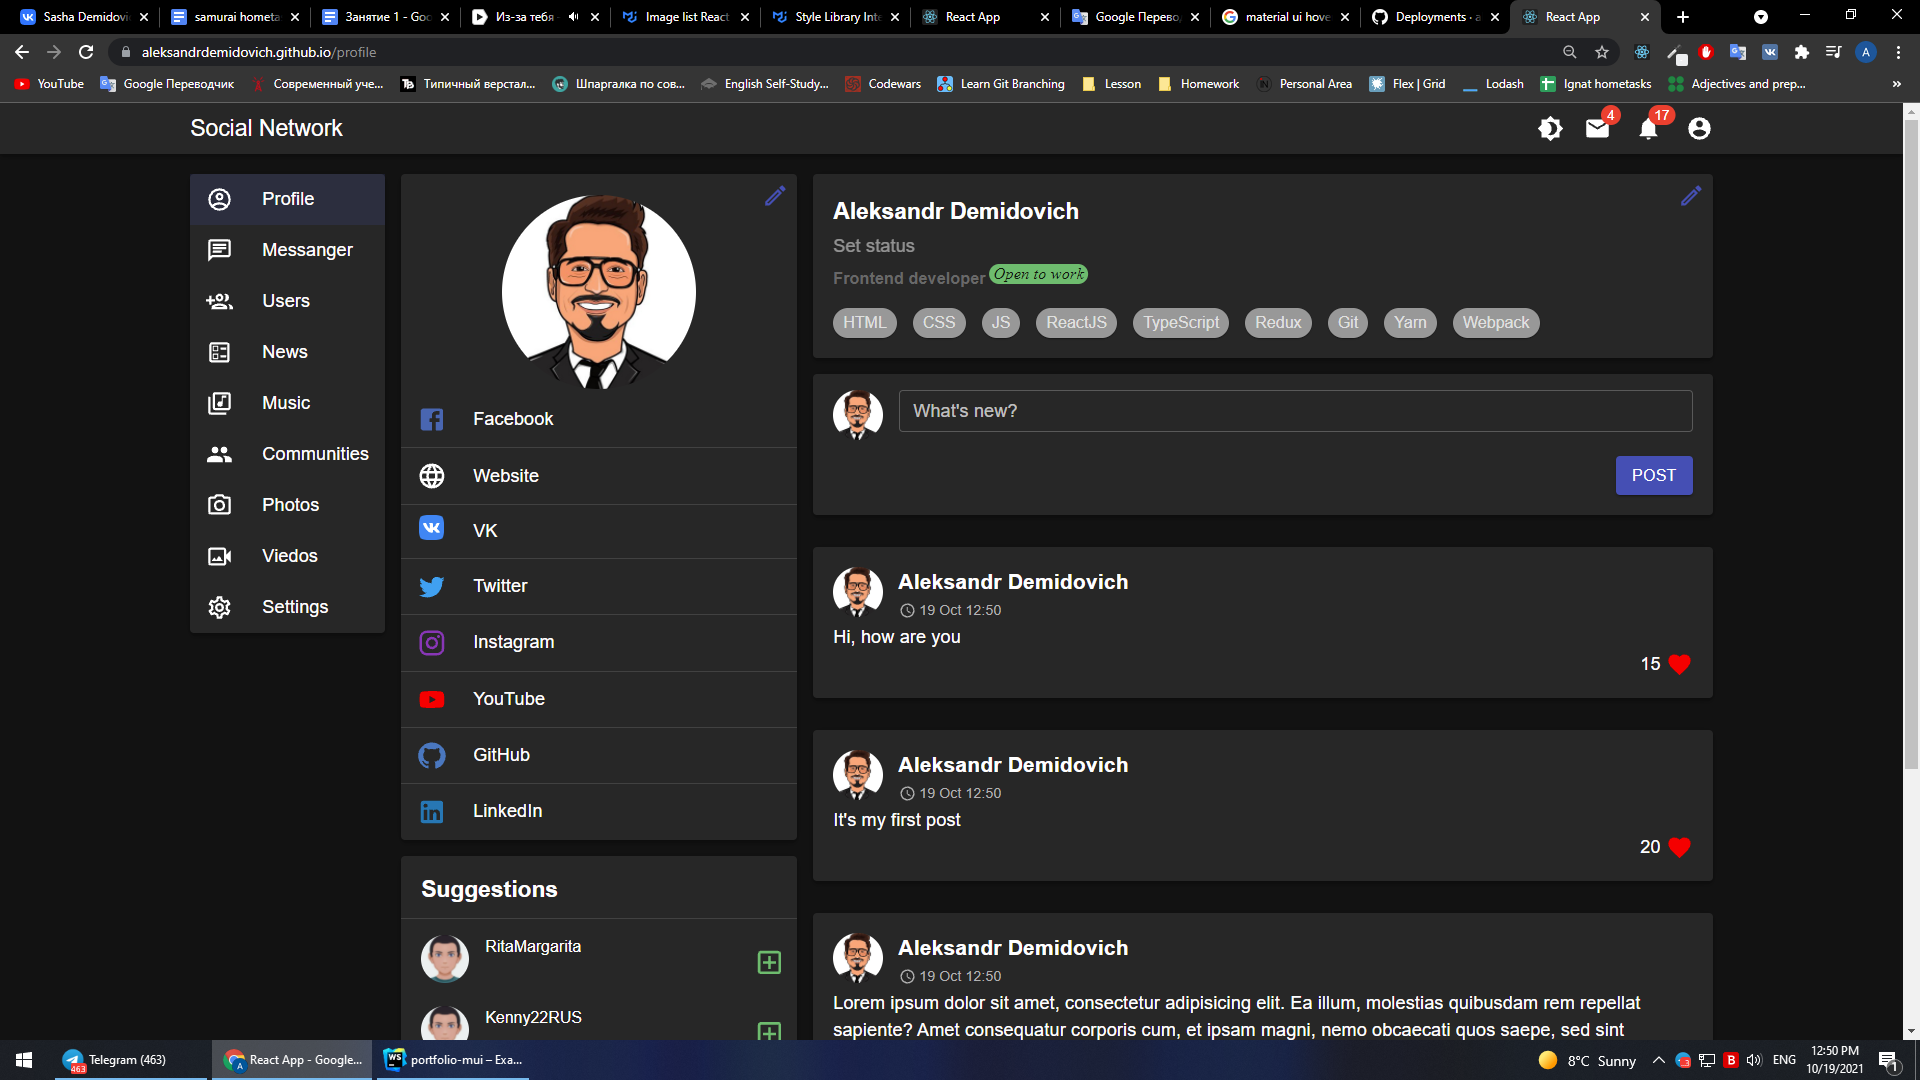 Sasha Demidovi
samurai hometa
Занятие 1 - Goo
Из-за тебя
Image list React
Style Library Inte
React App
Google Перево
material ui hove
Deployments · a
React App
aleksandrdemidovich.github.io/profile
YouTube
Google Переводчик
Современный уче...
Типичный верстал...
Шпаргалка по сов...
English Self-Study...
Codewars
Learn Git Branching
Lesson
Homework
Personal Area
Flex | Grid
Lodash
Ignat hometasks
Adjectives and prep...
Social Network
4
17
Profile
Messanger
Users
News
Music
Communities
Photos
Viedos
Settings
Facebook
Website
VK
Twitter
Instagram
YouTube
GitHub
LinkedIn
Suggestions
RitaMargarita
Kenny22RUS
Aleksandr Demidovich
Set status
Frontend developer Open to work
HTML CSS JS ReactJS TypeScript Redux Git Yarn Webpack
What's new?
POST
Aleksandr Demidovich
19 Oct 12:50
Hi, how are you
15
Aleksandr Demidovich
19 Oct 12:50
It's my first post
20
Aleksandr Demidovich
19 Oct 12:50
Lorem ipsum dolor sit amet, consectetur adipisicing elit. Ea illum, molestias quibusdam rem repellat
sapiente? Amet consequatur corporis cum, et ipsam magni, nemo obcaecati quos saepe, sed sint
Telegram (463)
463
React App - Google...
portfolio-mui – Exa...
8°C Sunny
ENG
12:50 PM
10/19/2021
1